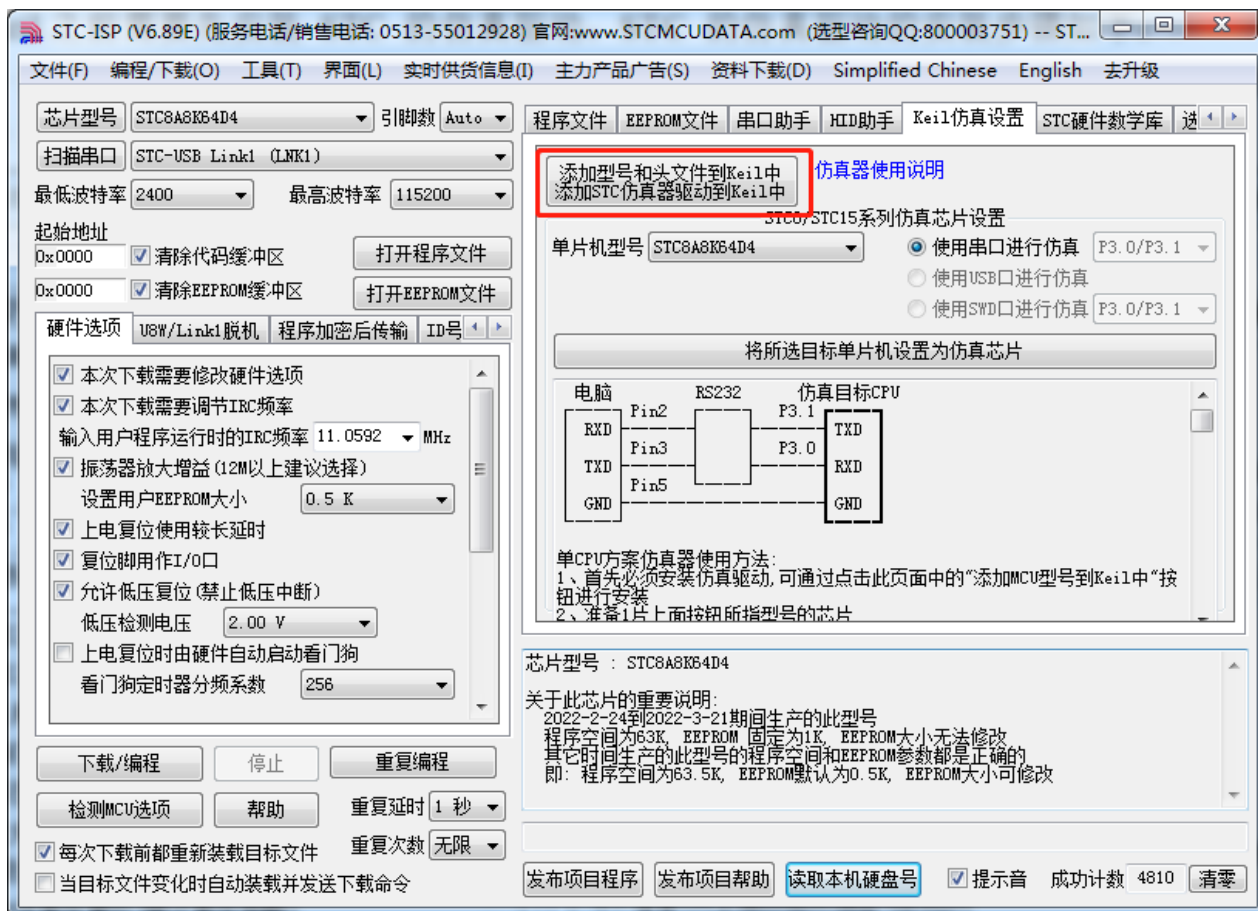 STC-ISP (V6.89E) (服务电话/销售电话: 0513-55012928) 官网:www.STCMCUDATA.com (选型咨询QQ:800003751) -- ST...
文件(F) 编程/下载(O) 工具(T) 界面(L) 实时供货信息(I) 主力产品广告(S) 资料下载(D) Simplified Chinese English 去升级
芯片型号 STC8A8K64D4 引脚数 Auto
扫描串口 STC-USB Link1 (LNK1)
最低波特率 2400 最高波特率 115200
起始地址
0x0000 清除代码缓冲区 打开程序文件
0x0000 清除EEPROM缓冲区 打开EEPROM文件
硬件选项 U8W/Link1脱机 程序加密后传输 ID号
本次下载需要修改硬件选项
本次下载需要调节IRC频率
输入用户程序运行时的IRC频率 11.0592 MHz
振荡器放大增益(12M以上建议选择)
设置用户EEPROM大小 0.5 K
上电复位使用较长延时
复位脚用作I/O口
允许低压复位(禁止低压中断)
低压检测电压 2.00 V
上电复位时由硬件自动启动看门狗
看门狗定时器分频系数 256
下载/编程 停止 重复编程
检测MCU选项 帮助 重复延时 1 秒
每次下载前都重新装载目标文件 重复次数 无限
当目标文件变化时自动装载并发送下载命令
程序文件 EEPROM文件 串口助手 HID助手 Keil仿真设置 STC硬件数学库 选
添加型号和头文件到Keil中
添加STC仿真器驱动到Keil中
仿真器使用说明
STC8/STC15系列仿真芯片设置
单片机型号 STC8A8K64D4 使用串口进行仿真 P3.0/P3.1
使用USB口进行仿真
使用SWD口进行仿真 P3.0/P3.1
将所选目标单片机设置为仿真芯片
电脑 RS232 仿真目标CPU
Pin2 P3.1
RXD TXD
Pin3 P3.0
TXD RXD
Pin5
GND GND
单CPU方案仿真器使用方法:
1、首先必须安装仿真驱动,可通过点击此页面中的"添加MCU型号到Keil中"按
钮进行安装
2、准备1片上面按钮所指型号的芯片
芯片型号 : STC8A8K64D4
关于此芯片的重要说明:
2022-2-24到2022-3-21期间生产的此型号
程序空间为63K, EEPROM 固定为1K, EEPROM大小无法修改
其它时间生产的此型号的程序空间和EEPROM参数都是正确的
即: 程序空间为63.5K, EEPROM默认为0.5K, EEPROM大小可修改
发布项目程序 发布项目帮助 读取本机硬盘号 提示音 成功计数 4810 清零